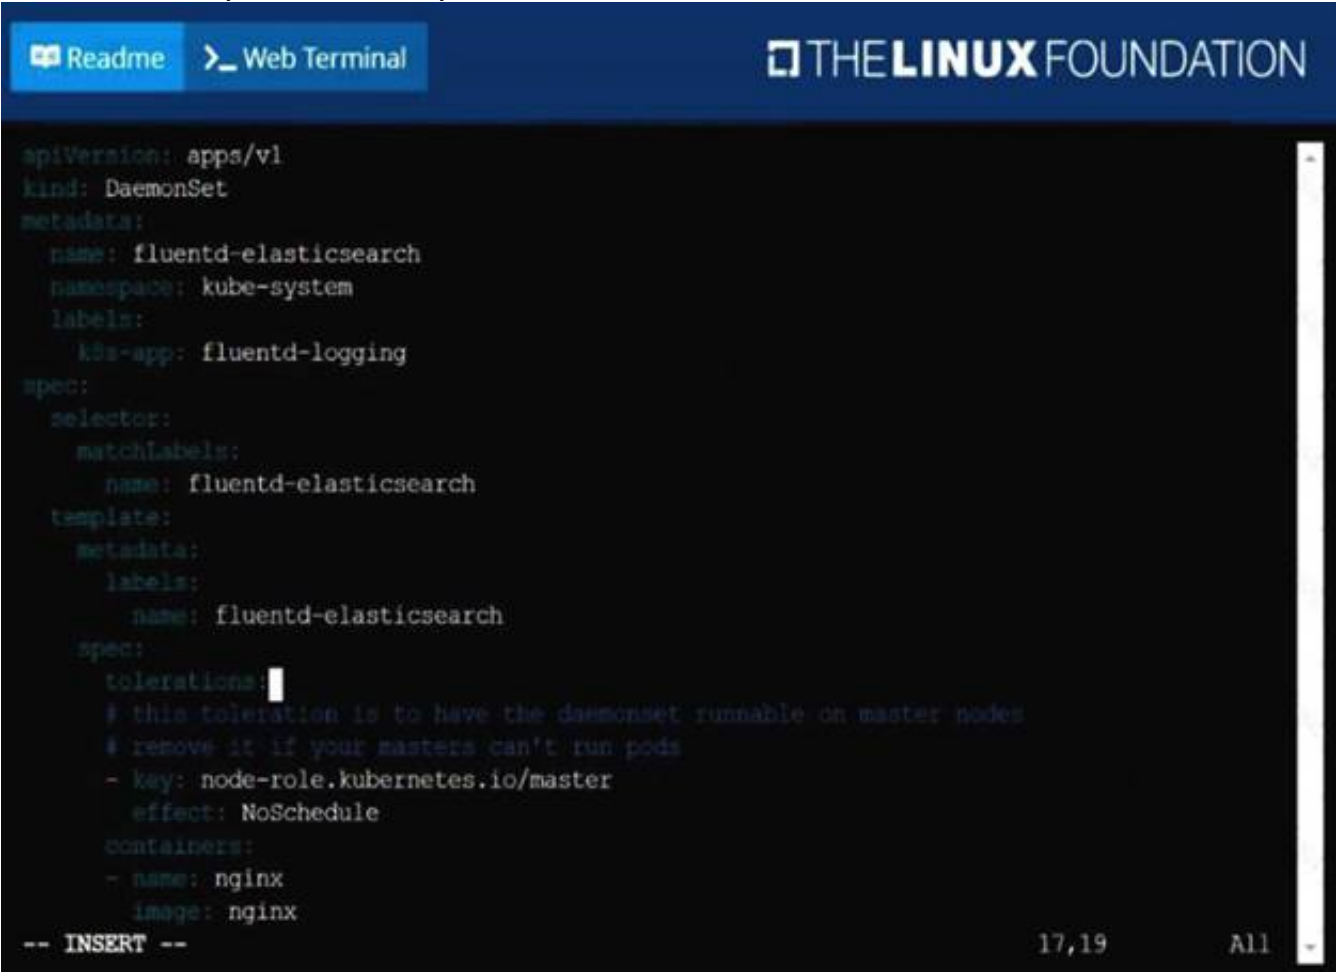 Readme
Web Terminal
THE LINUX FOUNDATION
apiVersion: apps/v1
kind: DaemonSet
metadata:
  name: fluentd-elasticsearch
  namespace: kube-system
  labels:
    k8s-app: fluentd-logging
spec:
  selector:
    matchLabels:
      name: fluentd-elasticsearch
  template:
    metadata:
      labels:
        name: fluentd-elasticsearch
    spec:
      tolerations:
      # this toleration is to have the daemonset runnable on master nodes
      # remove it if your masters can't run pods
      - key: node-role.kubernetes.io/master
        effect: NoSchedule
      containers:
      - name: nginx
        image: nginx
-- INSERT -- 17,19 All